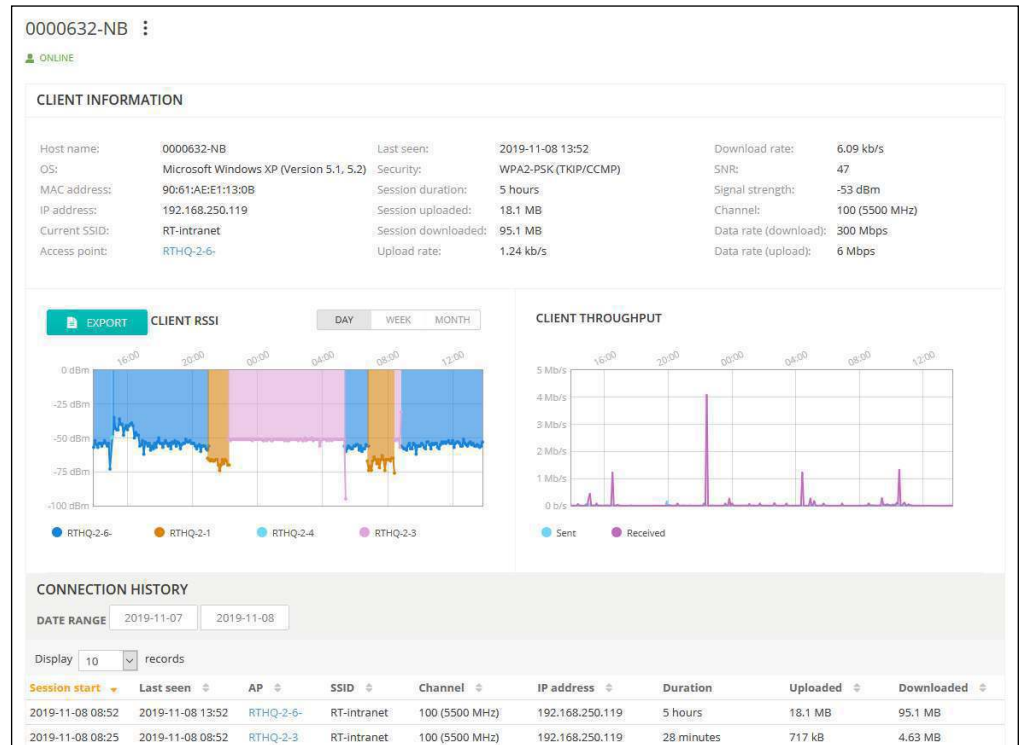 0000632-NB
ONLINE
CLIENT INFORMATION
Host name: 0000632-NB Last seen: 2019-11-08 13:52 Download rate: 6.09 kb/s
OS: Microsoft Windows XP (Version 5.1, 5.2) Security: WPA2-PSK (TKIP/CCMP) SNR: 47
MAC address: 90:61:AE:E1:13:0B Session duration: 5 hours Signal strength: -53 dBm
IP address: 192.168.250.119 Session uploaded: 18.1 MB Channel: 100 (5500 MHz)
Current SSID: RT-intranet Session downloaded: 95.1 MB Data rate (download): 300 Mbps
Access point: RTHQ-2-6- Upload rate: 1.24 kb/s Data rate (upload): 6 Mbps
EXPORT CLIENT RSSI DAY WEEK MONTH
16:00 20:00 00:00 04:00 08:00 12:00
0 dBm
-25 dBm
-50 dBm
-75 dBm
-100 dBm
RTHQ-2-6- RTHQ-2-1 RTHQ-2-4 RTHQ-2-3
CLIENT THROUGHPUT
16:00 20:00 00:00 04:00 08:00 12:00
5 Mb/s
4 Mb/s
3 Mb/s
2 Mb/s
1 Mb/s
0 b/s
Sent Received
CONNECTION HISTORY
DATE RANGE 2019-11-07 2019-11-08
Display 10 records
Session start Last seen AP SSID Channel IP address Duration Uploaded Downloaded
2019-11-08 08:52 2019-11-08 13:52 RTHQ-2-6- RT-intranet 100 (5500 MHz) 192.168.250.119 5 hours 18.1 MB 95.1 MB
2019-11-08 08:25 2019-11-08 08:52 RTHQ-2-3 RT-intranet 100 (5500 MHz) 192.168.250.119 28 minutes 717 kB 4.63 MB